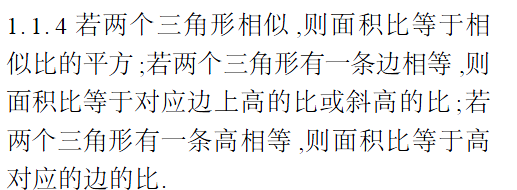 1.1.4 若两个三角形相似,则面积比等于相
似比的平方;若两个三角形有一条边相等,则
面积比等于对应边上高的比或斜高的比;若
两个三角形有一条高相等,则面积比等于高
对应的边的比.